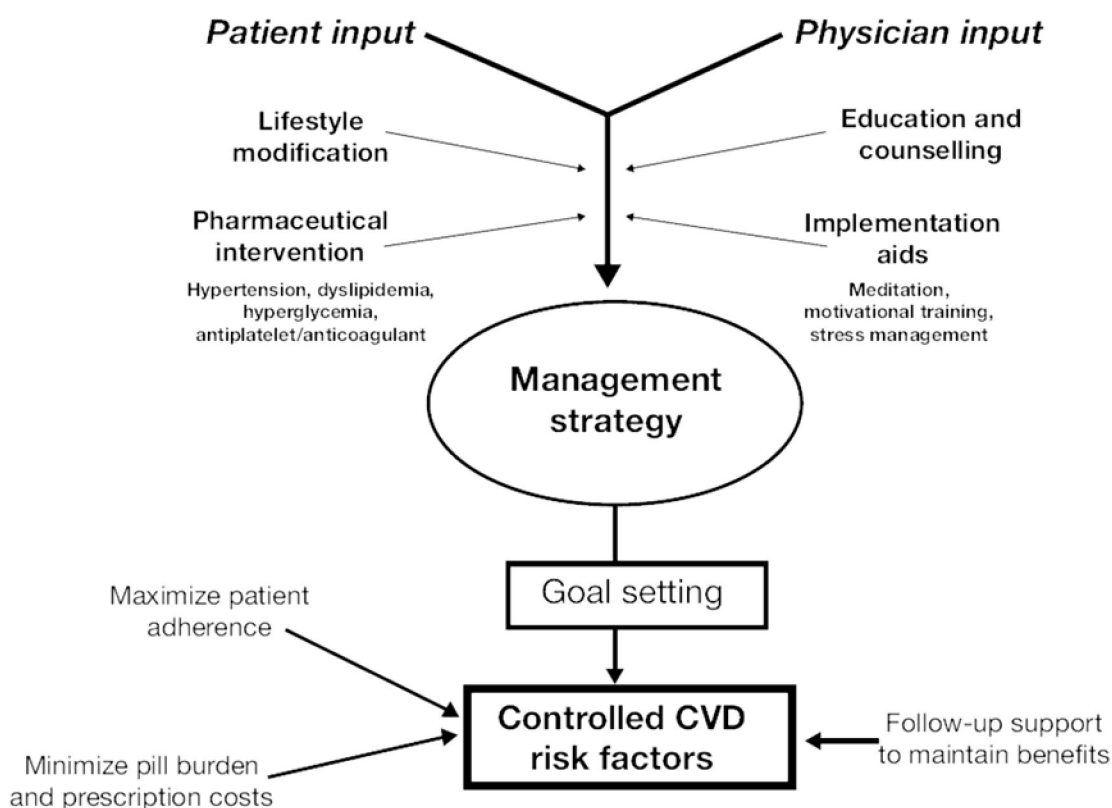 Patient input
Physician input
Lifestyle
modification
Education and
counselling
Pharmaceutical
intervention
Hypertension, dyslipidemia,
hyperglycemia,
antiplatelet/anticoagulant
Implementation
aids
Meditation,
motivational training,
stress management
Management
strategy
Goal setting
Maximize patient
adherence
Controlled CVD
risk factors
Minimize pill burden
and prescription costs
Follow-up support
to maintain benefits